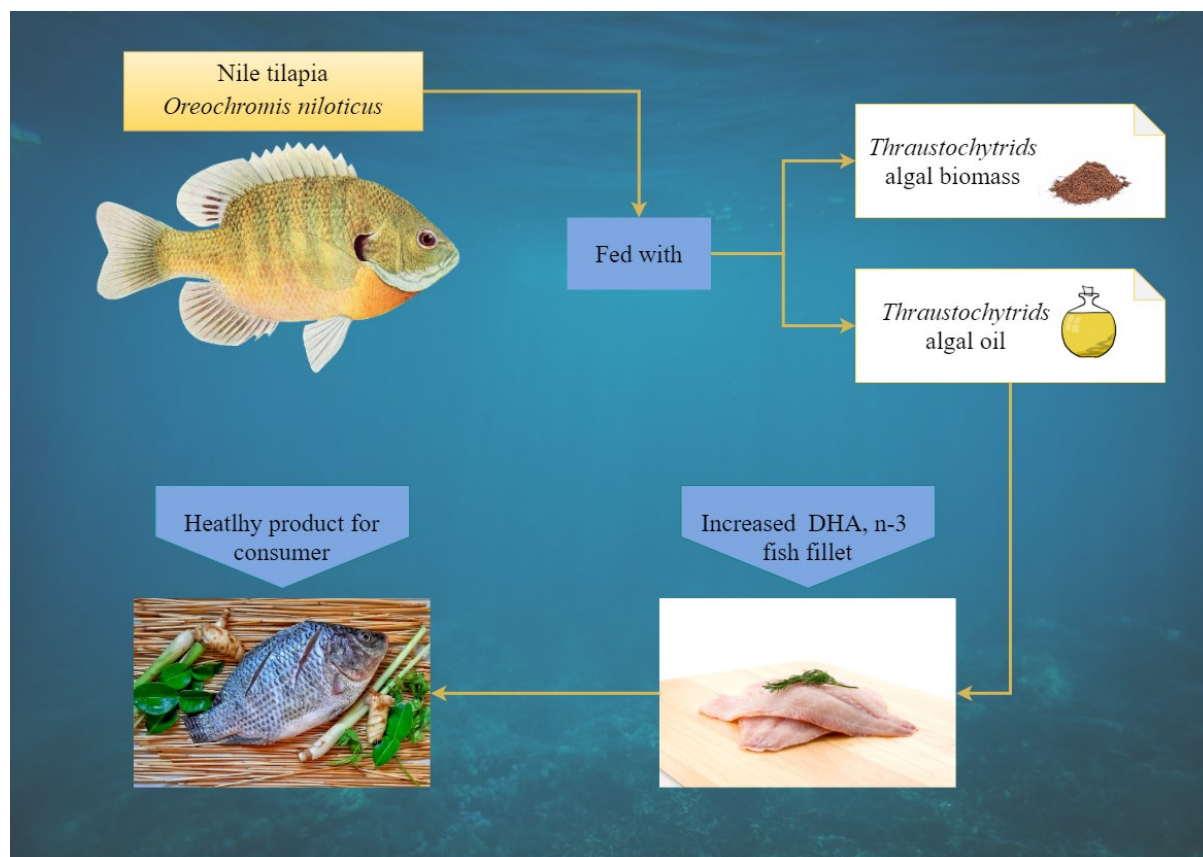 Nile tilapia
Oreochromis niloticus
Thraustochytrids
algal biomass
Fed with
Thraustochytrids
algal oil
Heatlhy product for
consumer
Increased DHA, n-3
fish fillet